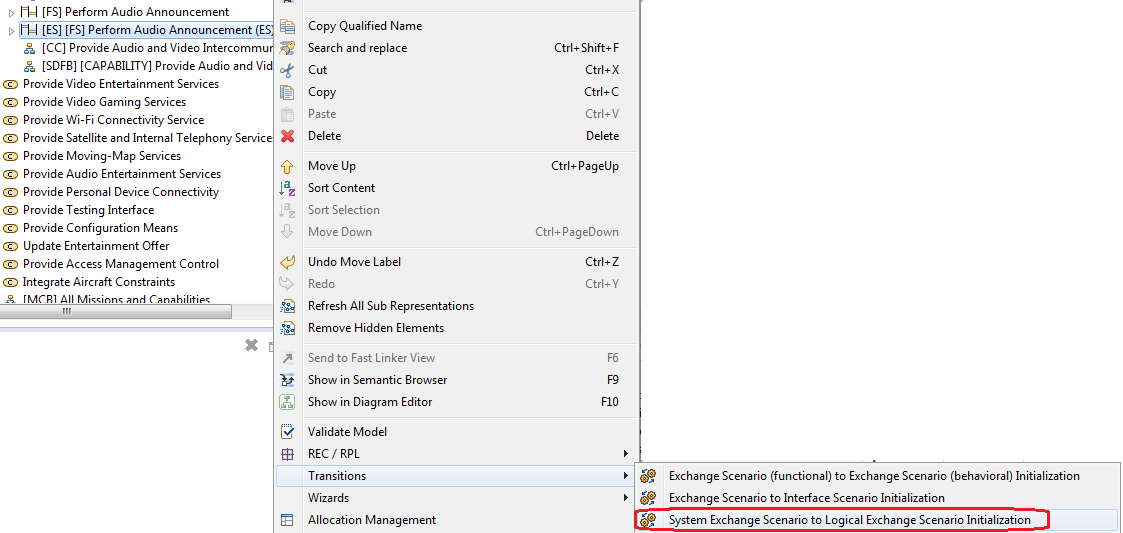 [FS] Perform Audio Announcement
[ES] [FS] Perform Audio Announcement (ES)
[CC] Provide Audio and Video Intercommun
[SDFB] [CAPABILITY] Provide Audio and Vid
Provide Video Entertainment Services
Provide Video Gaming Services
Provide Wi-Fi Connectivity Service
Provide Satellite and Internal Telephony Services
Provide Moving-Map Services
Provide Audio Entertainment Services
Provide Personal Device Connectivity
Provide Testing Interface
Provide Configuration Means
Update Entertainment Offer
Provide Access Management Control
Integrate Aircraft Constraints
[MCB] All Missions and Capabilities
Copy Qualified Name
Search and replace Ctrl+Shift+F
Cut Ctrl+X
Copy Ctrl+C
Paste Ctrl+V
Delete Delete
Move Up Ctrl+PageUp
Sort Content
Sort Selection
Move Down Ctrl+PageDown
Undo Move Label Ctrl+Z
Redo Ctrl+Y
Refresh All Sub Representations
Remove Hidden Elements
Send to Fast Linker View F6
Show in Semantic Browser F9
Show in Diagram Editor F10
Validate Model
REC / RPL
Transitions
Wizards
Allocation Management
Exchange Scenario (functional) to Exchange Scenario (behavioral) Initialization
Exchange Scenario to Interface Scenario Initialization
System Exchange Scenario to Logical Exchange Scenario Initialization